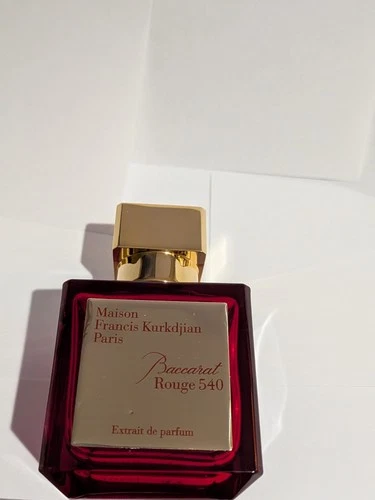 Maison
Francis Kurkdjian
Paris
Baccarat
Rouge 540
Extrait de parfum